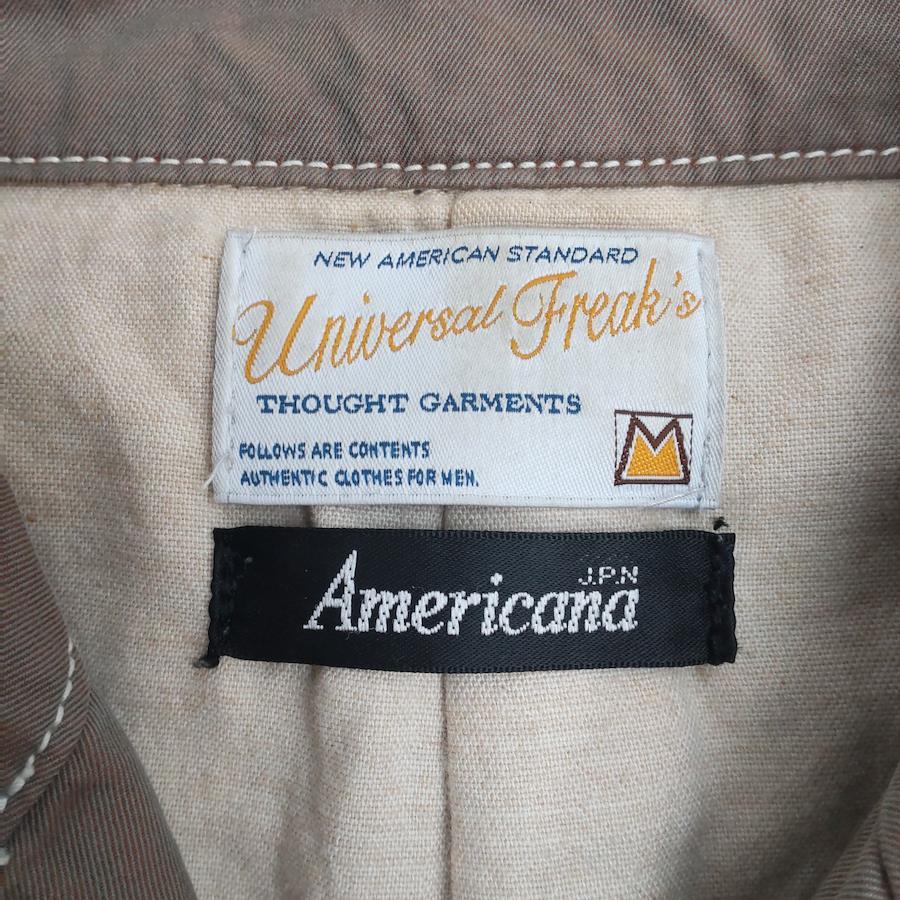 NEW AMERICAN STANDARD
Universal Freak's
THOUGHT GARMENTS
FOLLOWS ARE CONTENTS
AUTHENTIC CLOTHES FOR MEN.
M
J.P.N
Americana